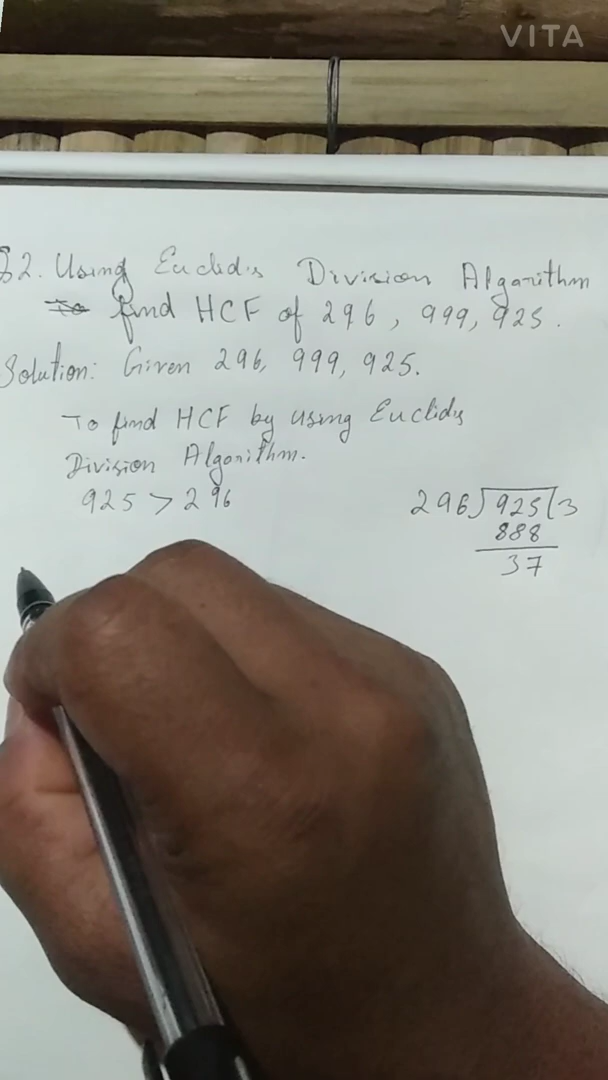 VITA
Q2. Using Euclid's Division Algorithm
find HCF of 296, 999, 925.
Solution: Given 296, 999, 925.
To find HCF by using Euclid's
Division Algorithm.
925 > 296
296)925(3
888
37